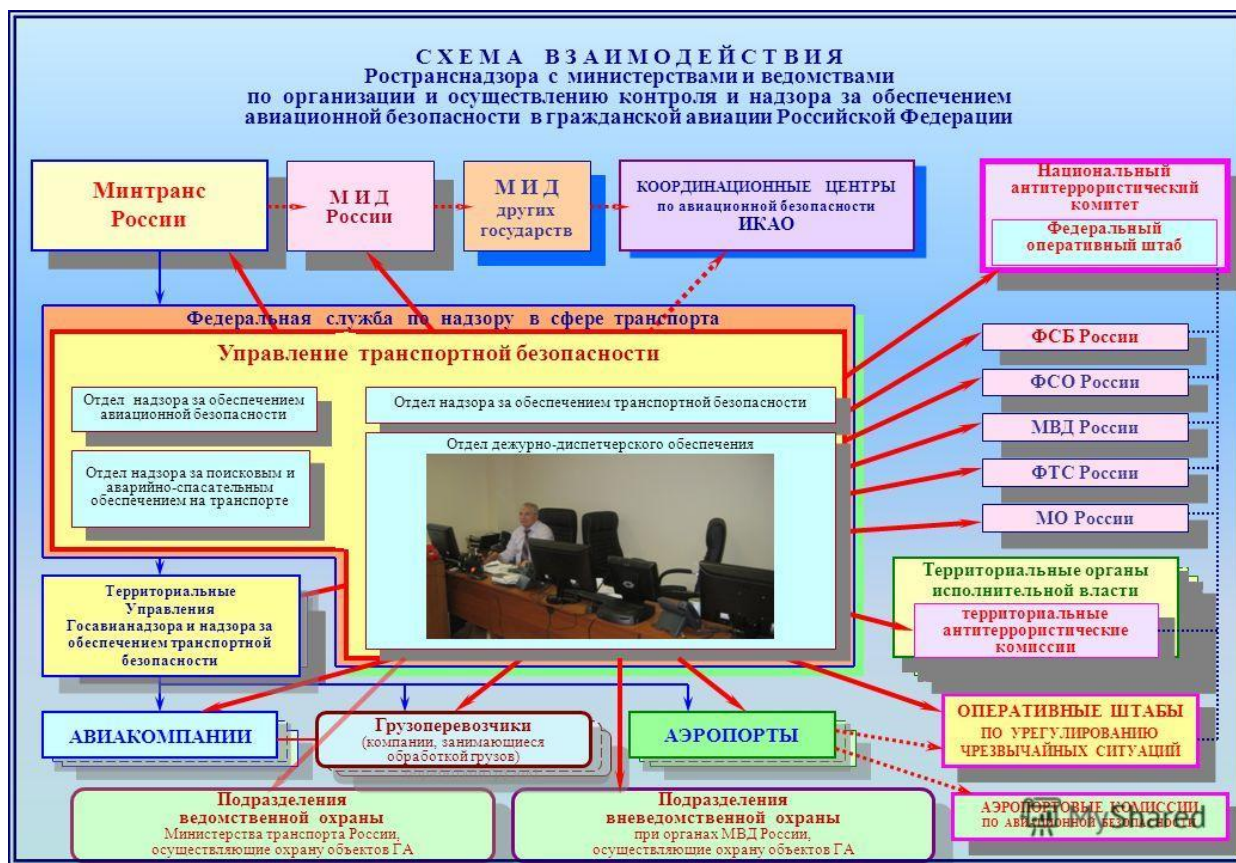 СХЕМА ВЗАИМОДЕЙСТВИЯ
Ространснадзора с министерствами и ведомствами
по организации и осуществлению контроля и надзора за обеспечением
авиационной безопасности в гражданской авиации Российской Федерации
Минтранс
России
МИД
России
МИД
других
государств
КООРДИНАЦИОННЫЕ ЦЕНТРЫ
по авиационной безопасности
ИКАО
Национальный
антитеррористический
комитет
Федеральный
оперативный штаб
Федеральная служба по надзору в сфере транспорта
Управление транспортной безопасности
Отдел надзора за обеспечением
авиационной безопасности
Отдел надзора за поисковым и
аварийно-спасательным
обеспечением на транспорте
Отдел надзора за обеспечением транспортной безопасности
Отдел дежурно-диспетчерского обеспечения
ФСБ России
ФСО России
МВД России
ФТС России
МО России
Территориальные
Управления
Госавианадзора и надзора за
обеспечением транспортной
безопасности
Территориальные органы
исполнительной власти
территориальные
антитеррористические
комиссии
АВИАКОМПАНИИ
Грузоперевозчики
(компании, занимающиеся
обработкой грузов)
АЭРОПОРТЫ
ОПЕРАТИВНЫЕ ШТАБЫ
ПО УРЕГУЛИРОВАНИЮ
ЧРЕЗВЫЧАЙНЫХ СИТУАЦИЙ
Подразделения
ведомственной охраны
Министерства транспорта России,
осуществляющие охрану объектов ГА
Подразделения
вневедомственной охраны
при органах МВД России,
осуществляющие охрану объектов ГА
АЭРОПОРТОВЫЕ КОМИССИИ
ПО АВИАЦИОННОЙ БЕЗОПАСНОСТИ
MyShared